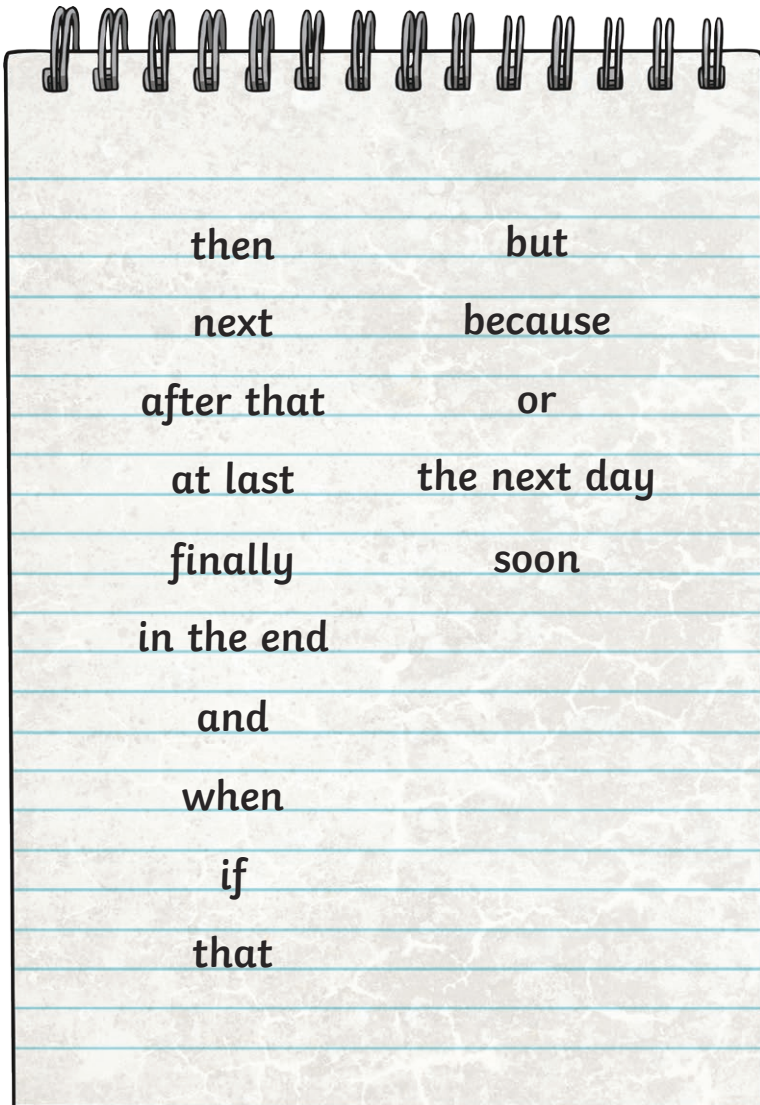 then
next
after that
at last
finally
in the end
and
when
if
that
but
because
or
the next day
soon